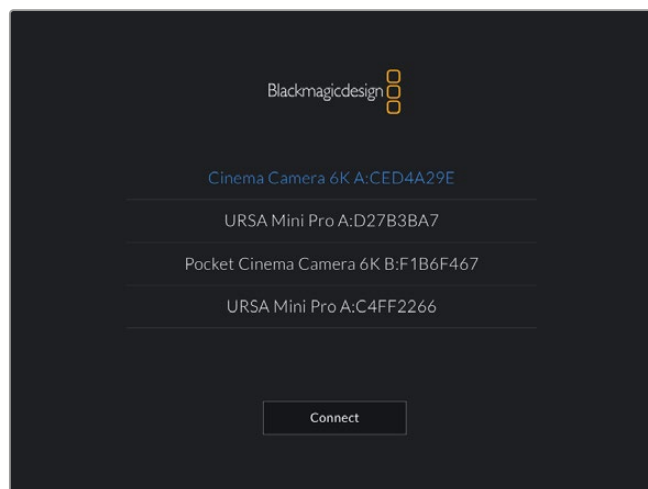 Blackmagicdesign
Cinema Camera 6K A:CED4A29E
URSA Mini Pro A:D27B3BA7
Pocket Cinema Camera 6K B:F1B6F467
URSA Mini Pro A:C4FF2266
Connect